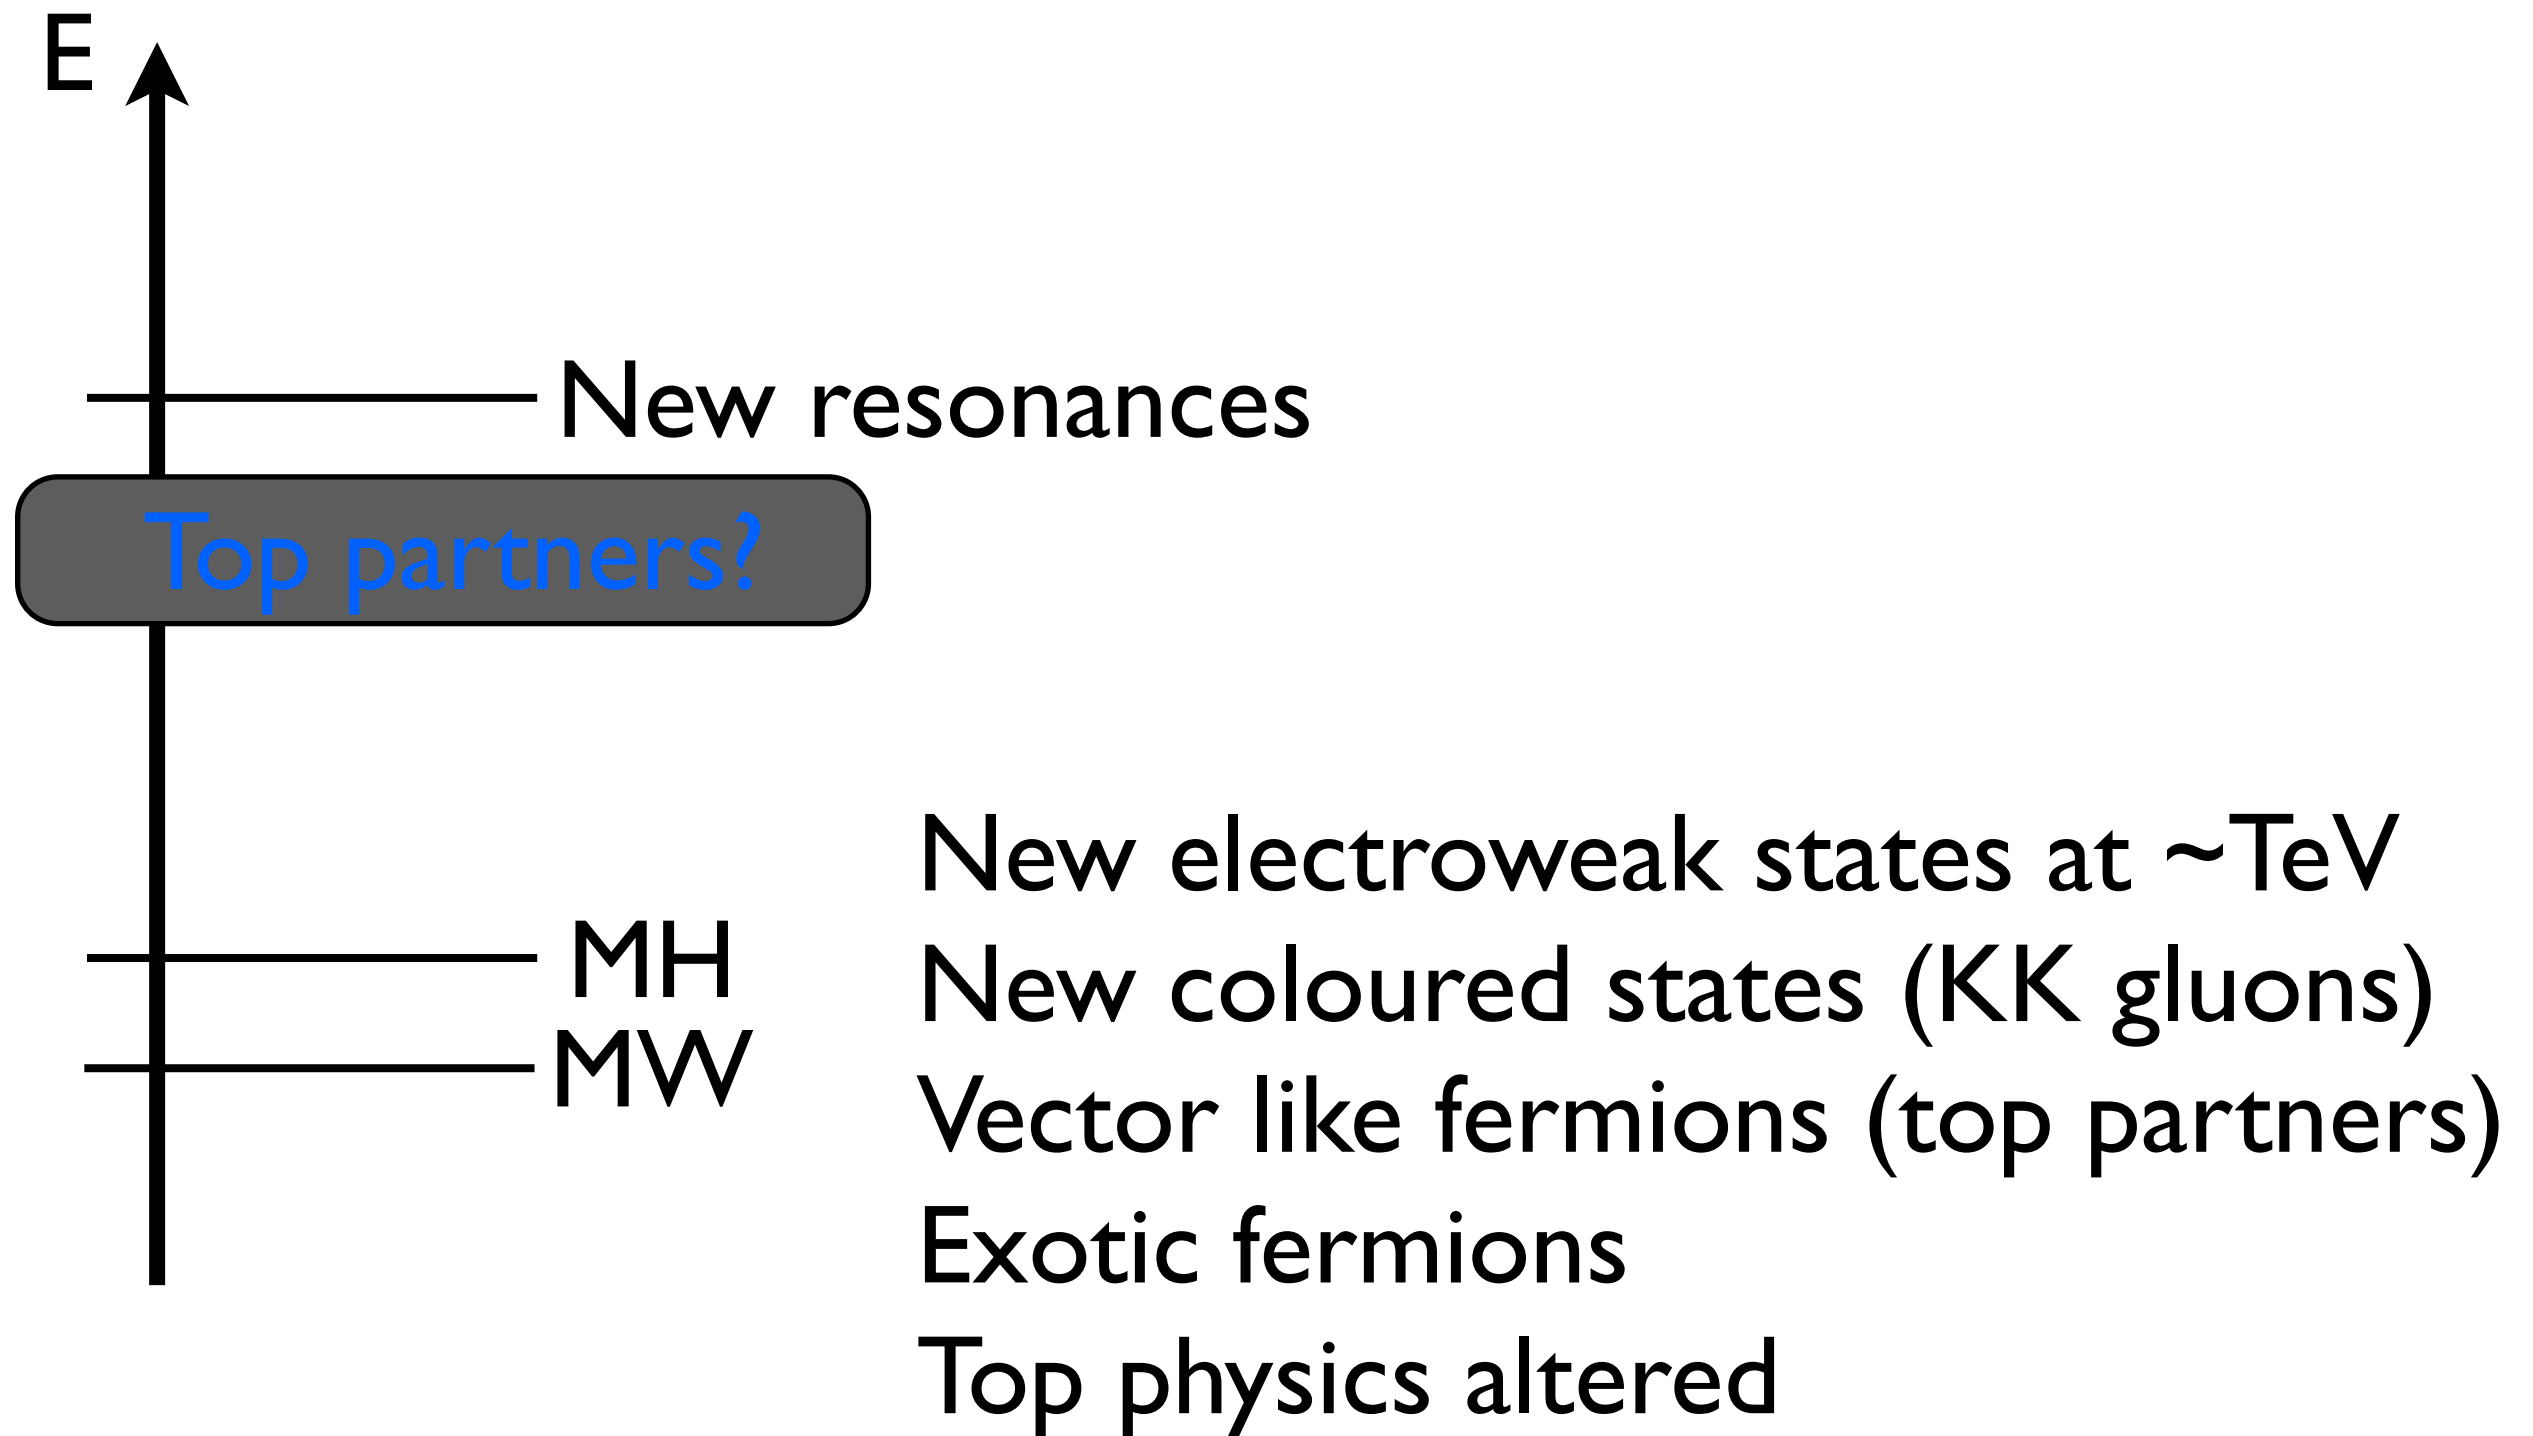 E
New resonances
Top partners?
New electroweak states at ~TeV
MH
New coloured states (KK gluons)
MW
Vector like fermions (top partners)
Exotic fermions
Top physics altered